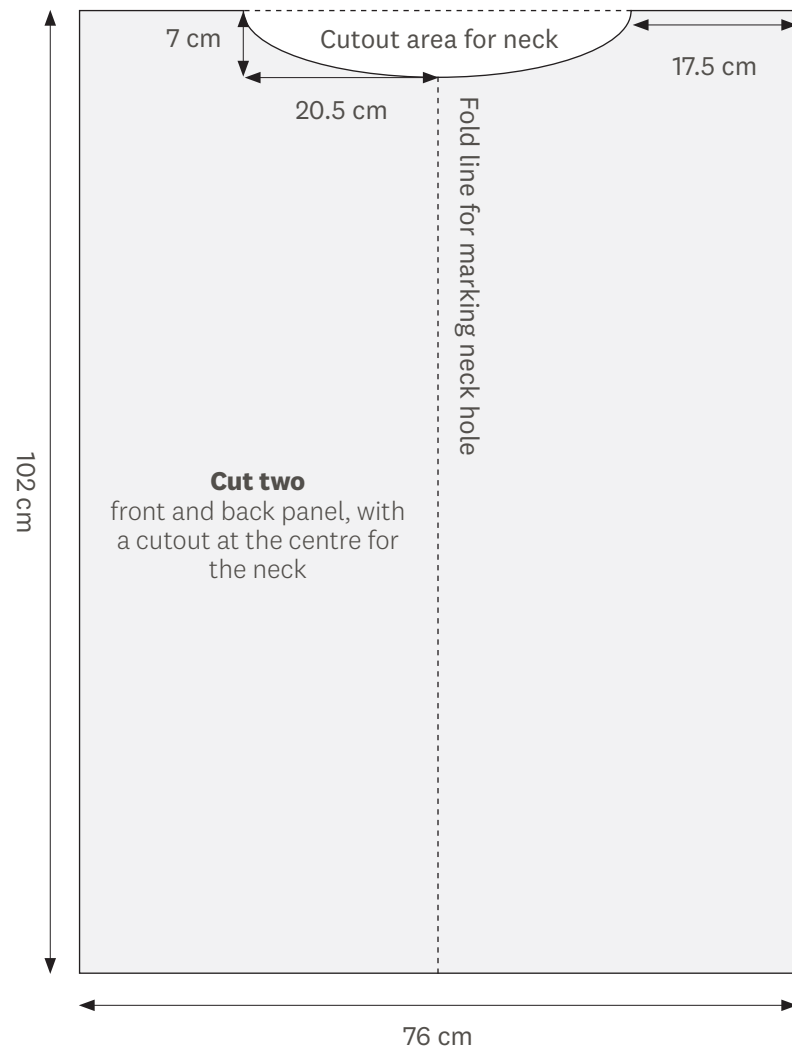 7 cm
Cutout area for neck
17.5 cm
20.5 cm
Fold line for marking neck hole
102 cm
Cut two
front and back panel, with
a cutout at the centre for
the neck
76 cm